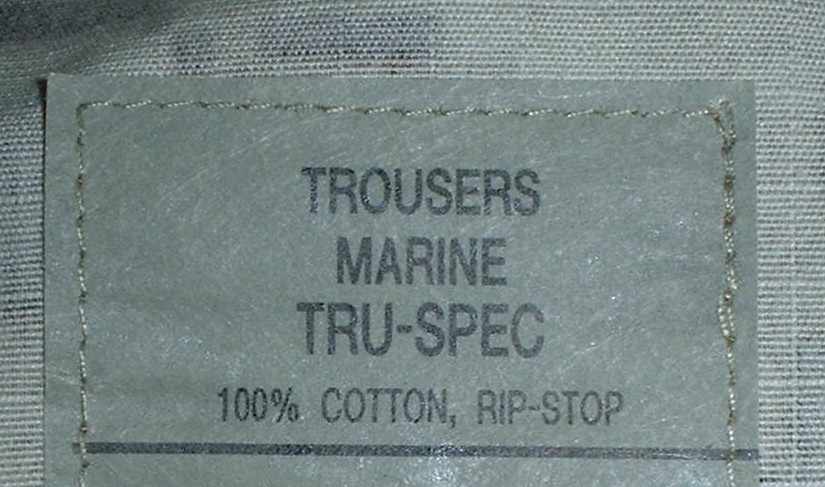 TROUSERS
MARINE
TRU-SPEC
100% COTTON, RIP-STOP